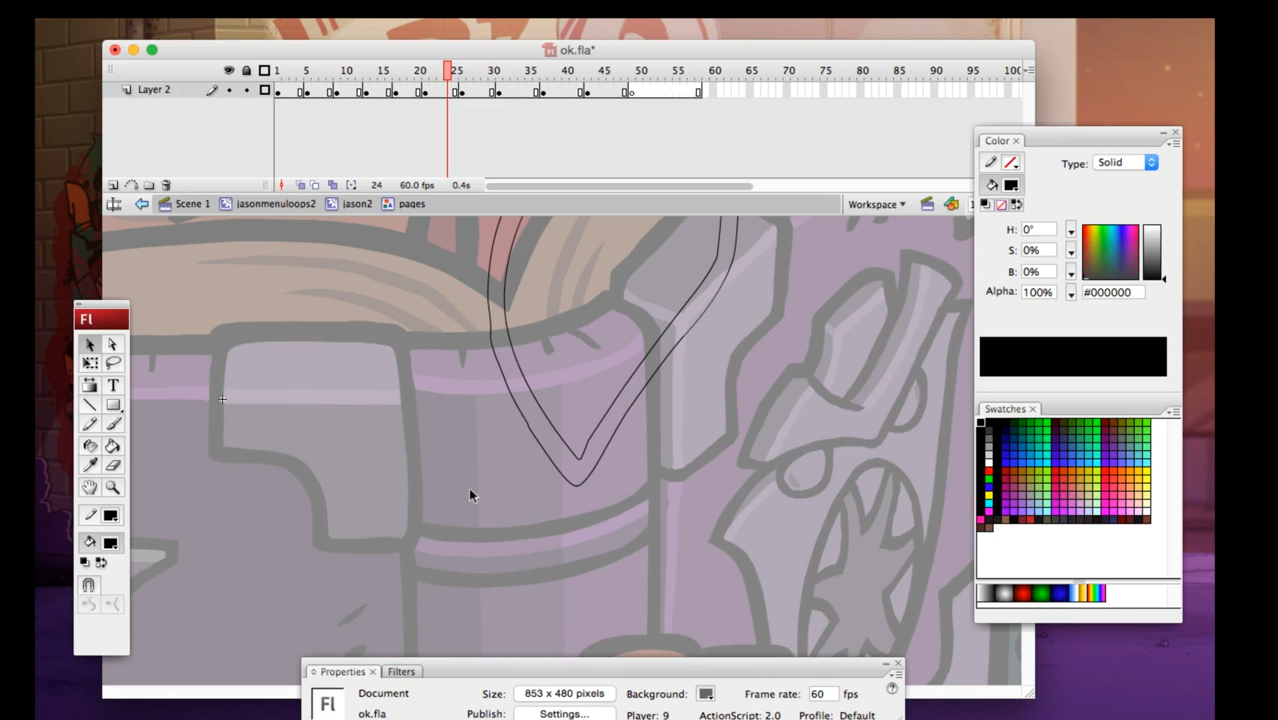 ok.fla*
1 5 10 15 20 25 30 35 40 45 50 55 60 65 70 75 80 85 90 95 100
Layer 2
24 60.0 fps 0.4s
Scene 1 jasonmenuloops2 jason2 pages Workspace
Color
Type: Solid
H: 0°
S: 0%
B: 0%
Alpha: 100% #000000
Fl
T
Swatches
Properties Filters
Fl Document Size: 853 x 480 pixels Background: Frame rate: 60 fps
ok.fla Publish: Settings... Player: 9 ActionScript: 2.0 Profile: Default